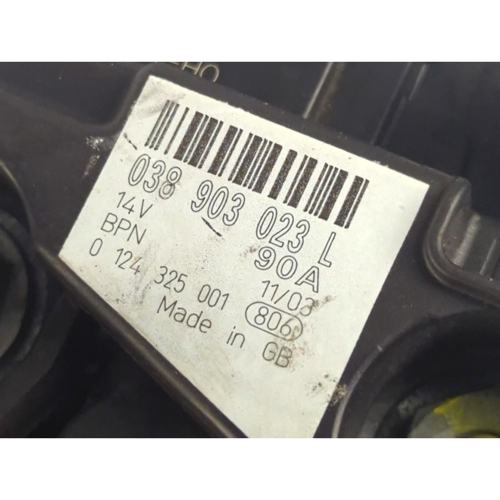 038 903 023 L
14V 90A
BPN 11/03
0 124 325 001 806
Made in GB